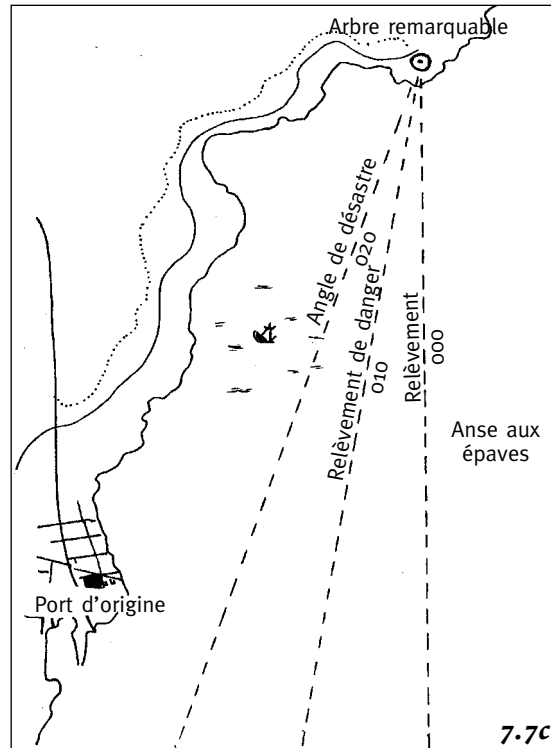 Arbre remarquable
Angle de désastre
020
Relèvement de danger
010
Relèvement
000
Anse aux
épaves
Port d'origine
7.7c